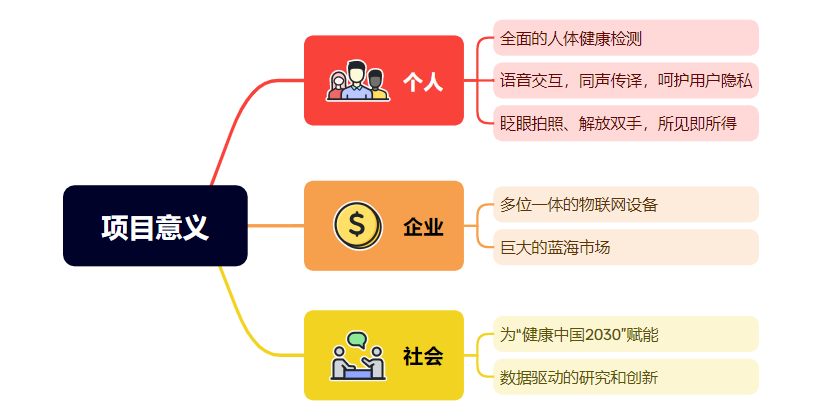 项目意义
个人
全面的人体健康检测
语音交互，同声传译，呵护用户隐私
眨眼拍照、解放双手，所见即所得
$
企业
多位一体的物联网设备
巨大的蓝海市场
社会
为“健康中国2030”赋能
数据驱动的研究和创新